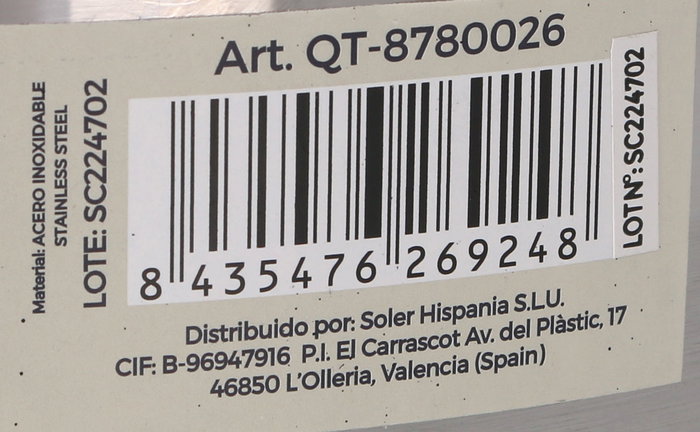 Art. QT-8780026
Material: ACERO INOXIDABLE
STAINLESS STEEL
LOTE: SC224702
8 435476 269248
LOT Nº: SC224702
Distribuido por: Soler Hispania S.L.U.
CIF: B-96947916 P.I. El Carrascot Av. del Plàstic, 17
46850 L'Olleria, Valencia (Spain)